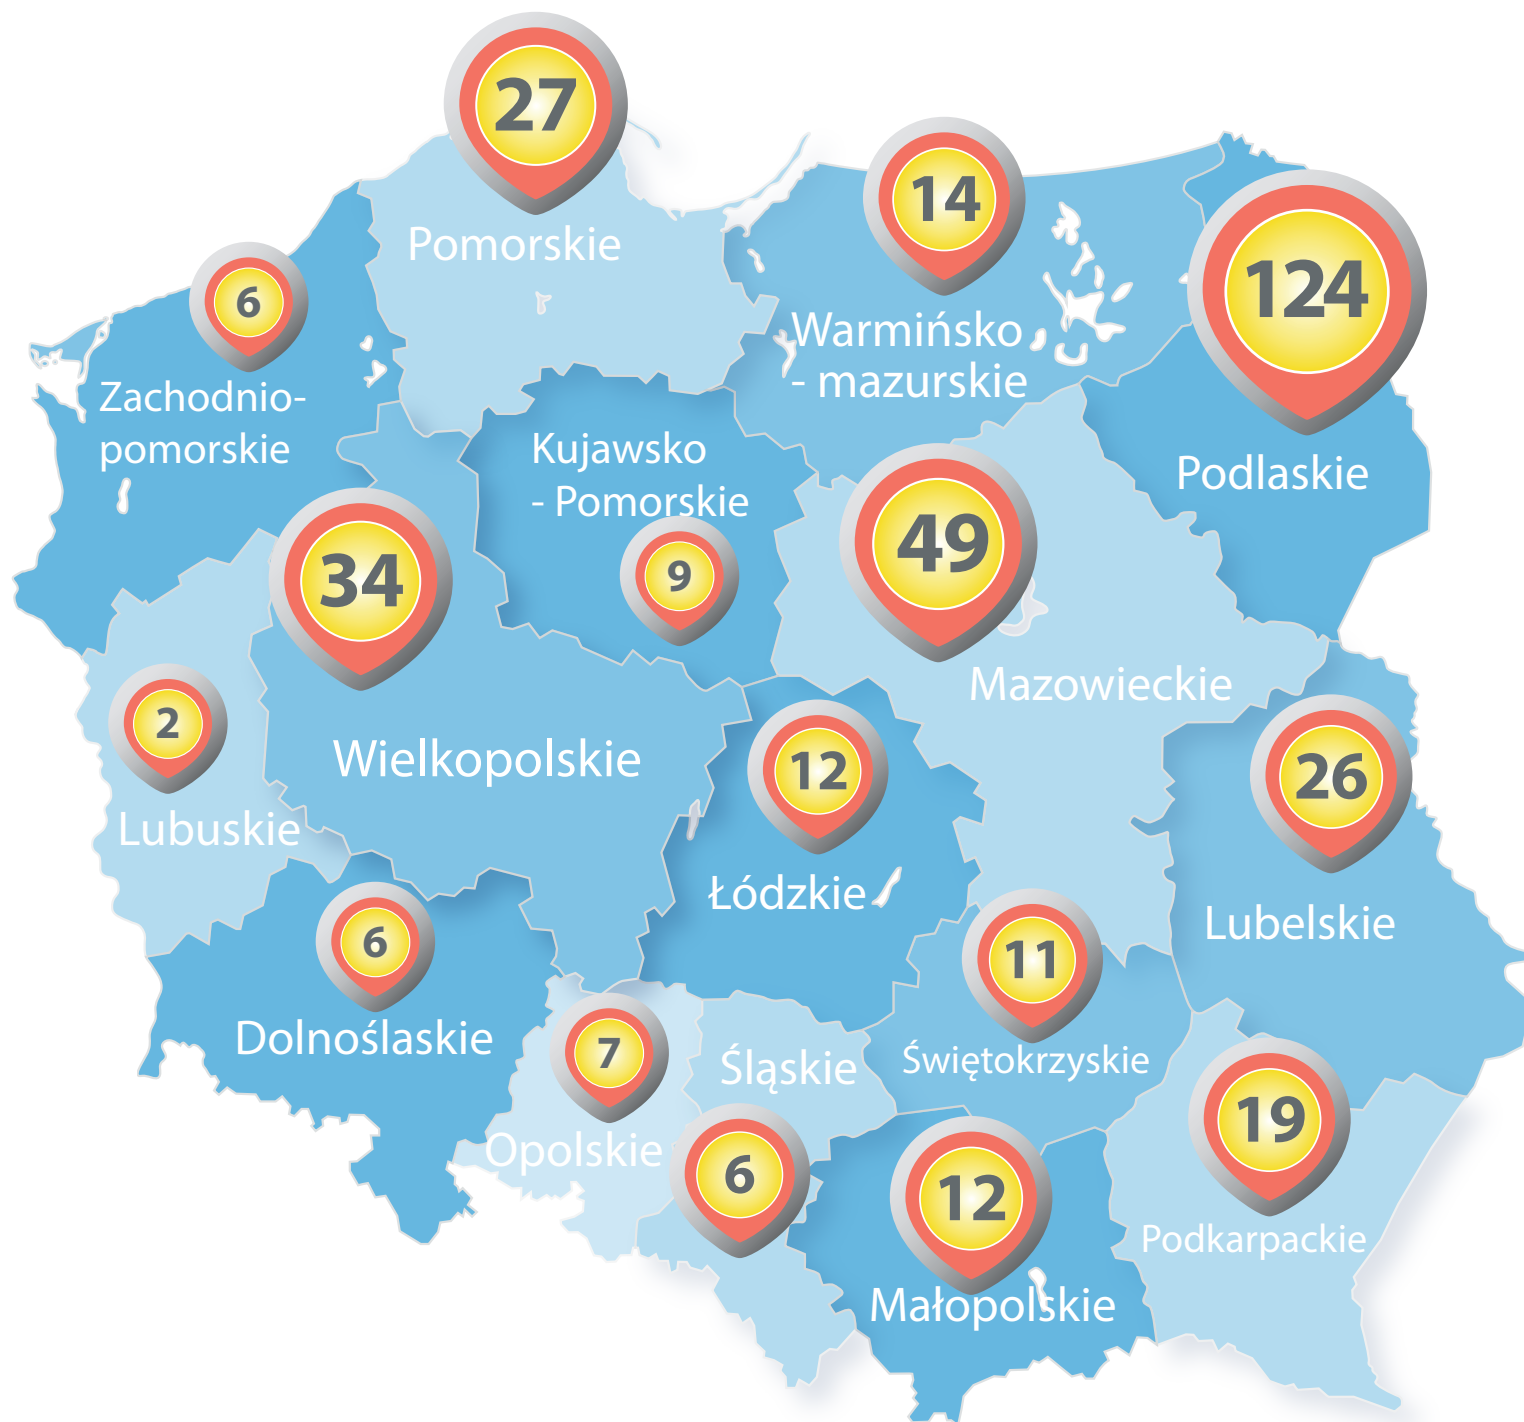 27
Pomorskie
14
Warmińsko
- mazurskie
124
Podlaskie
6
Zachodnio-
pomorskie
Kujawsko
- Pomorskie
9
49
Mazowieckie
34
Wielkopolskie
2
Lubuskie
12
Łódzkie
26
Lubelskie
6
Dolnoślaskie
11
Świętokrzyskie
7
Opolskie
Śląskie
6
12
Małopolskie
19
Podkarpackie